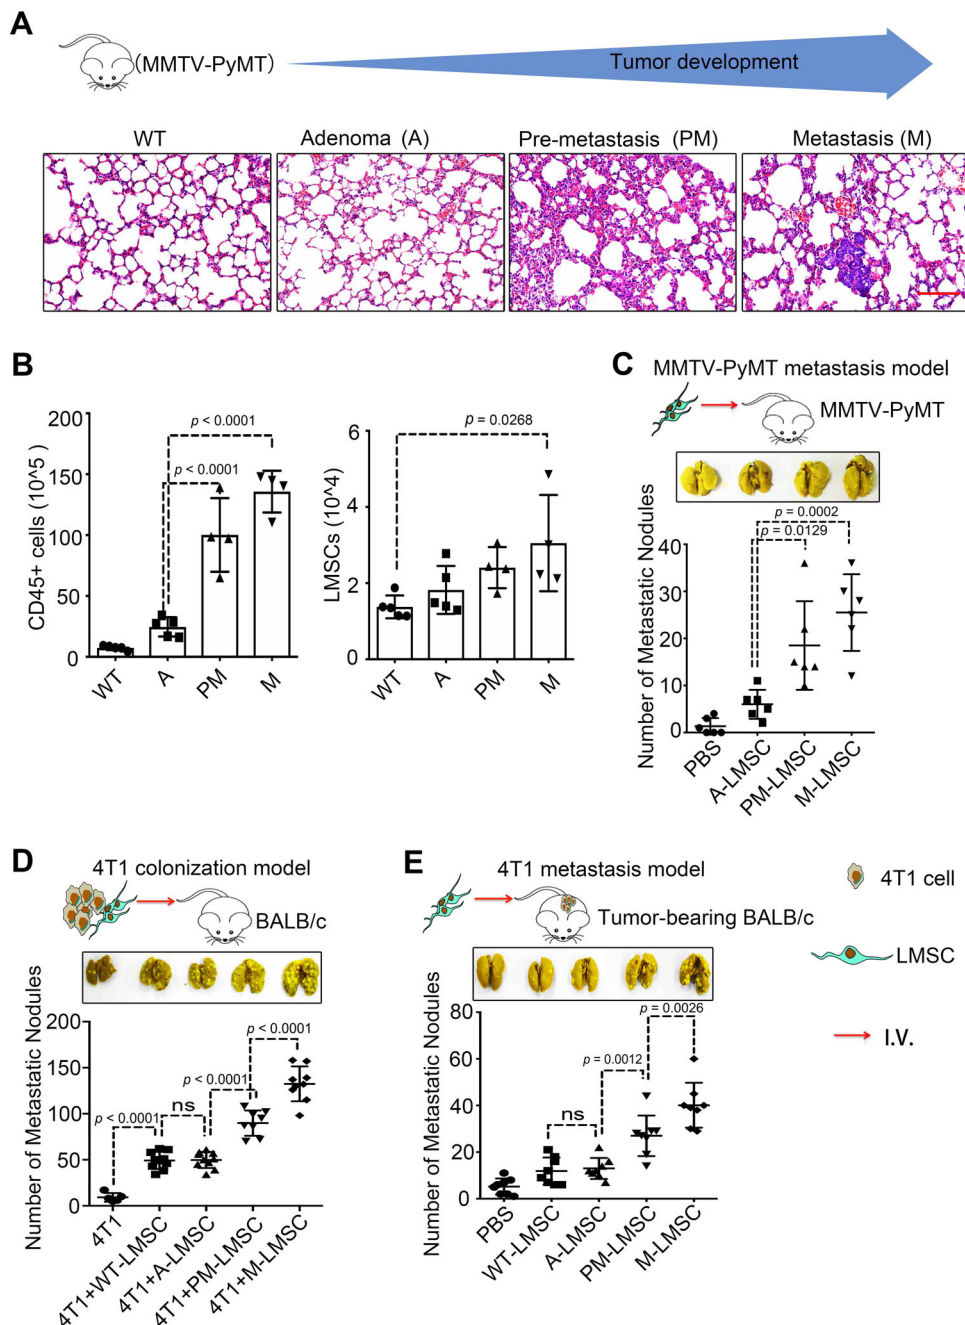 A
(MMTV-PyMT)
Tumor development
WT
Adenoma (A)
Pre-metastasis (PM)
Metastasis (M)
B
CD45+ cells (10^5)
200
150
100
50
0
p < 0.0001
p < 0.0001
WT
A
PM
M
LMSCs (10^4)
6
4
2
0
p = 0.0268
WT
A
PM
M
C
MMTV-PyMT metastasis model
MMTV-PyMT
p = 0.0002
p = 0.0129
Number of Metastatic Nodules
40
30
20
10
0
PBS
A-LMSC
PM-LMSC
M-LMSC
D
4T1 colonization model
BALB/c
Number of Metastatic Nodules
200
150
100
50
0
p < 0.0001
p < 0.0001
ns
p < 0.0001
4T1
4T1+WT-LMSC
4T1+A-LMSC
4T1+PM-LMSC
4T1+M-LMSC
E
4T1 metastasis model
Tumor-bearing BALB/c
Number of Metastatic Nodules
80
60
40
20
0
p = 0.0026
p = 0.0012
ns
PBS
WT-LMSC
A-LMSC
PM-LMSC
M-LMSC
4T1 cell
LMSC
I.V.